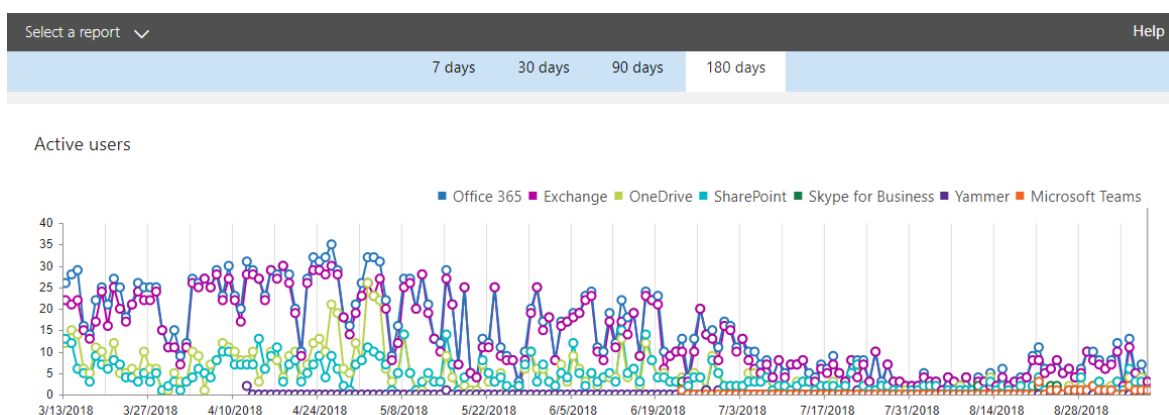 Select a report Help
7 days 30 days 90 days 180 days
Active users
Office 365 Exchange OneDrive SharePoint Skype for Business Yammer Microsoft Teams
40
35
30
25
20
15
10
5
0
3/13/2018 3/27/2018 4/10/2018 4/24/2018 5/8/2018 5/22/2018 6/5/2018 6/19/2018 7/3/2018 7/17/2018 7/31/2018 8/14/2018 8/28/2018